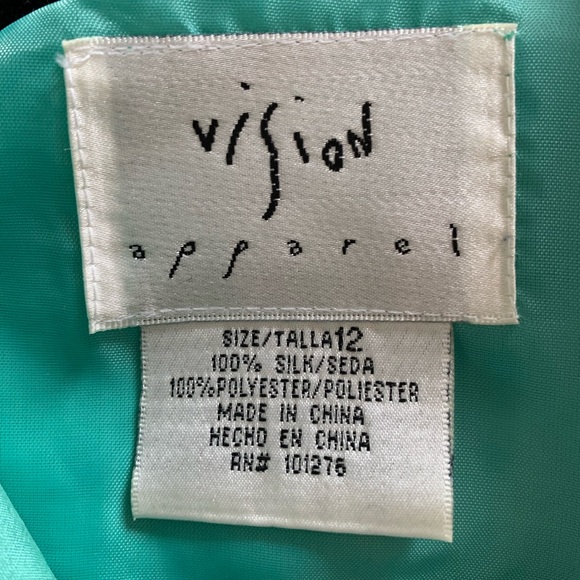 vision
apparel
SIZE/TALLA12
100% SILK/SEDA
100%POLYESTER/POLIESTER
MADE IN CHINA
HECHO EN CHINA
RN# 101276